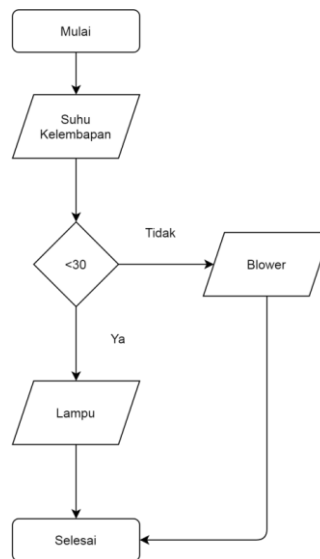 Mulai
Suhu
Kelembapan
<30
Tidak
Blower
Ya
Lampu
Selesai